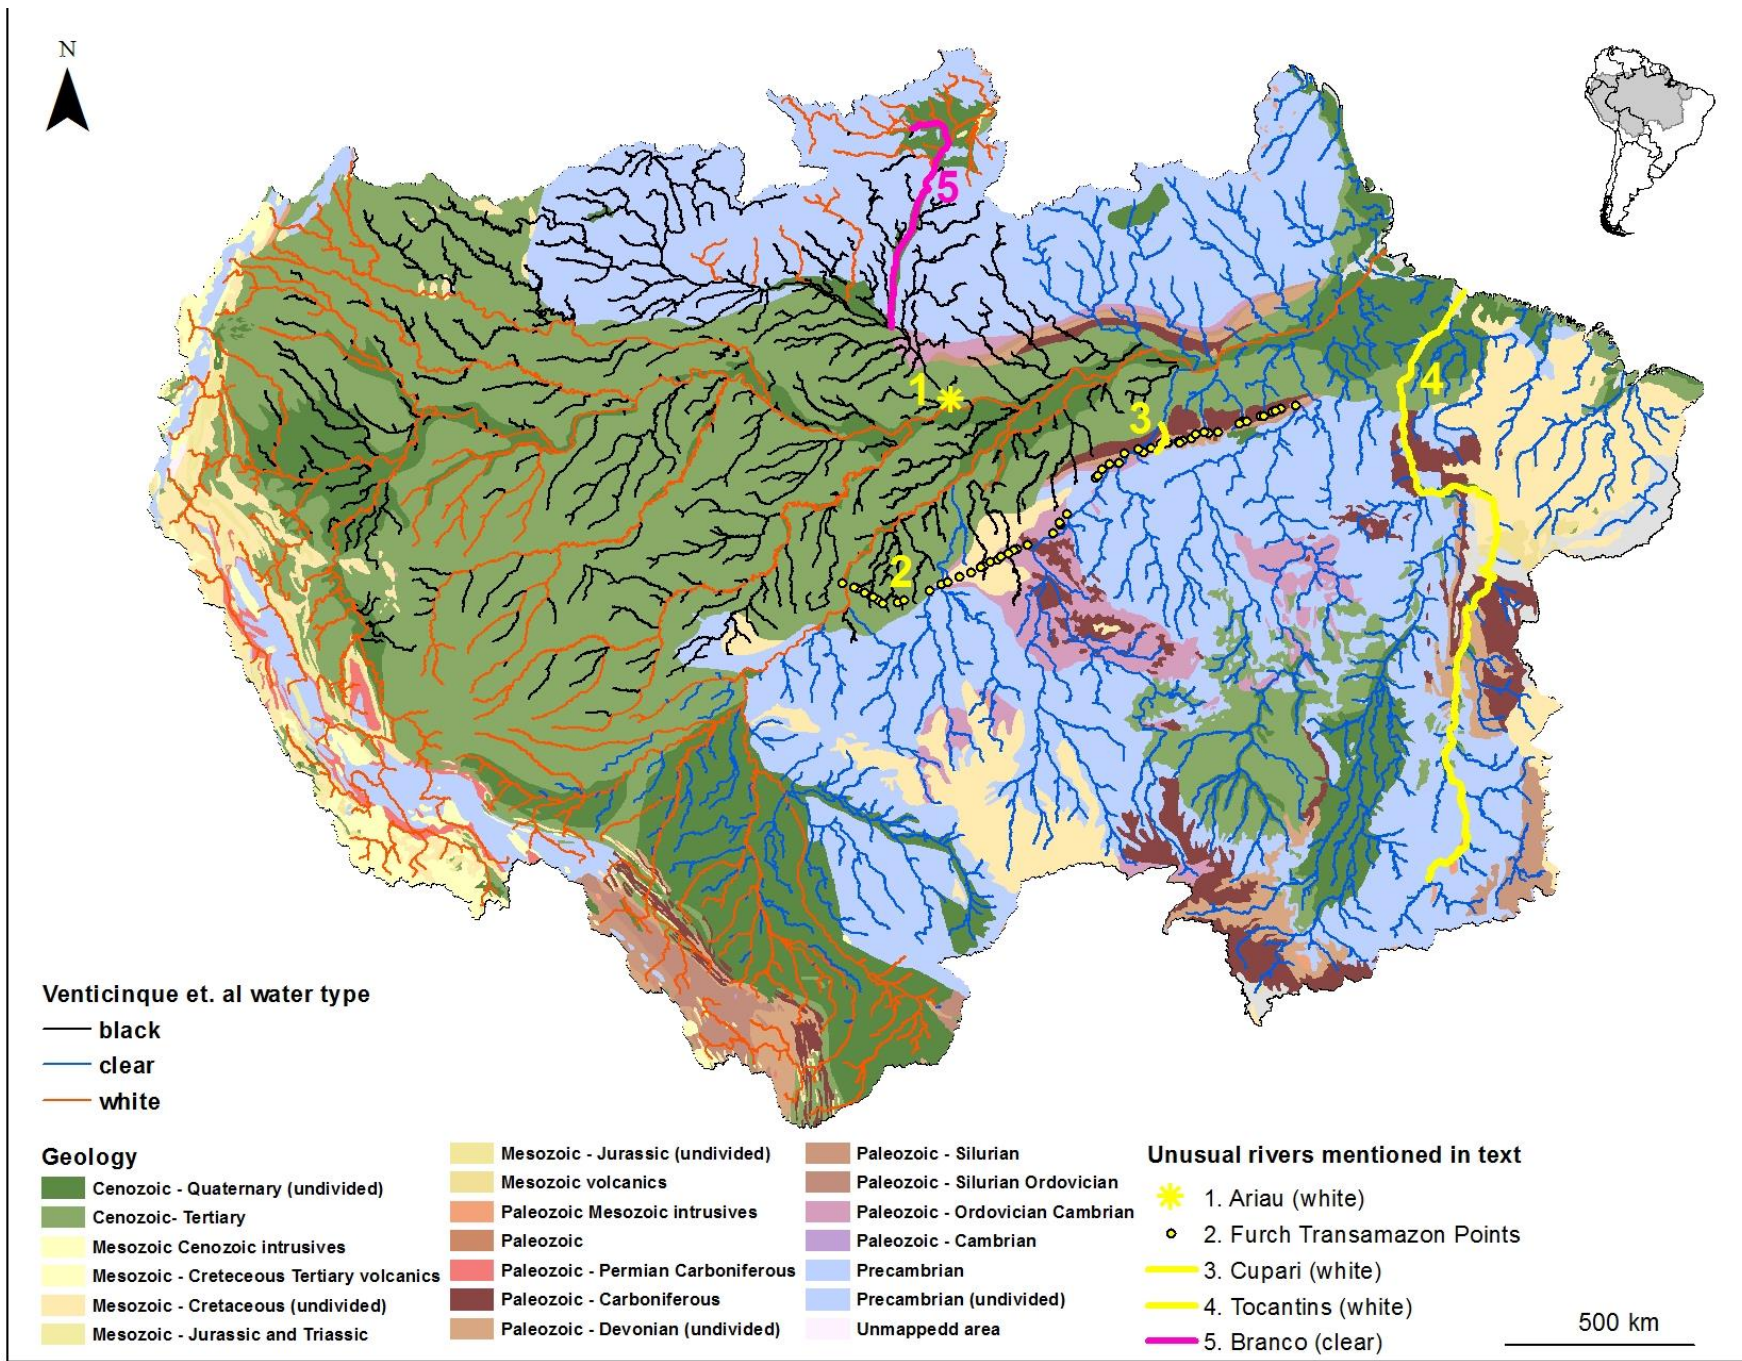 N
5
1
3
4
2
Venticinque et. al water type
black
clear
white
Geology
Cenozoic - Quaternary (undivided)
Cenozoic- Tertiary
Mesozoic Cenozoic intrusives
Mesozoic - Creteceous Tertiary volcanics
Mesozoic - Cretaceous (undivided)
Mesozoic - Jurassic and Triassic
Mesozoic - Jurassic (undivided)
Mesozoic volcanics
Paleozoic Mesozoic intrusives
Paleozoic
Paleozoic - Permian Carboniferous
Paleozoic - Carboniferous
Paleozoic - Devonian (undivided)
Paleozoic - Silurian
Paleozoic - Silurian Ordovician
Paleozoic - Ordovician Cambrian
Paleozoic - Cambrian
Precambrian
Precambrian (undivided)
Unmappedd area
Unusual rivers mentioned in text
1. Ariau (white)
2. Furch Transamazon Points
3. Cupari (white)
4. Tocantins (white)
5. Branco (clear)
500 km